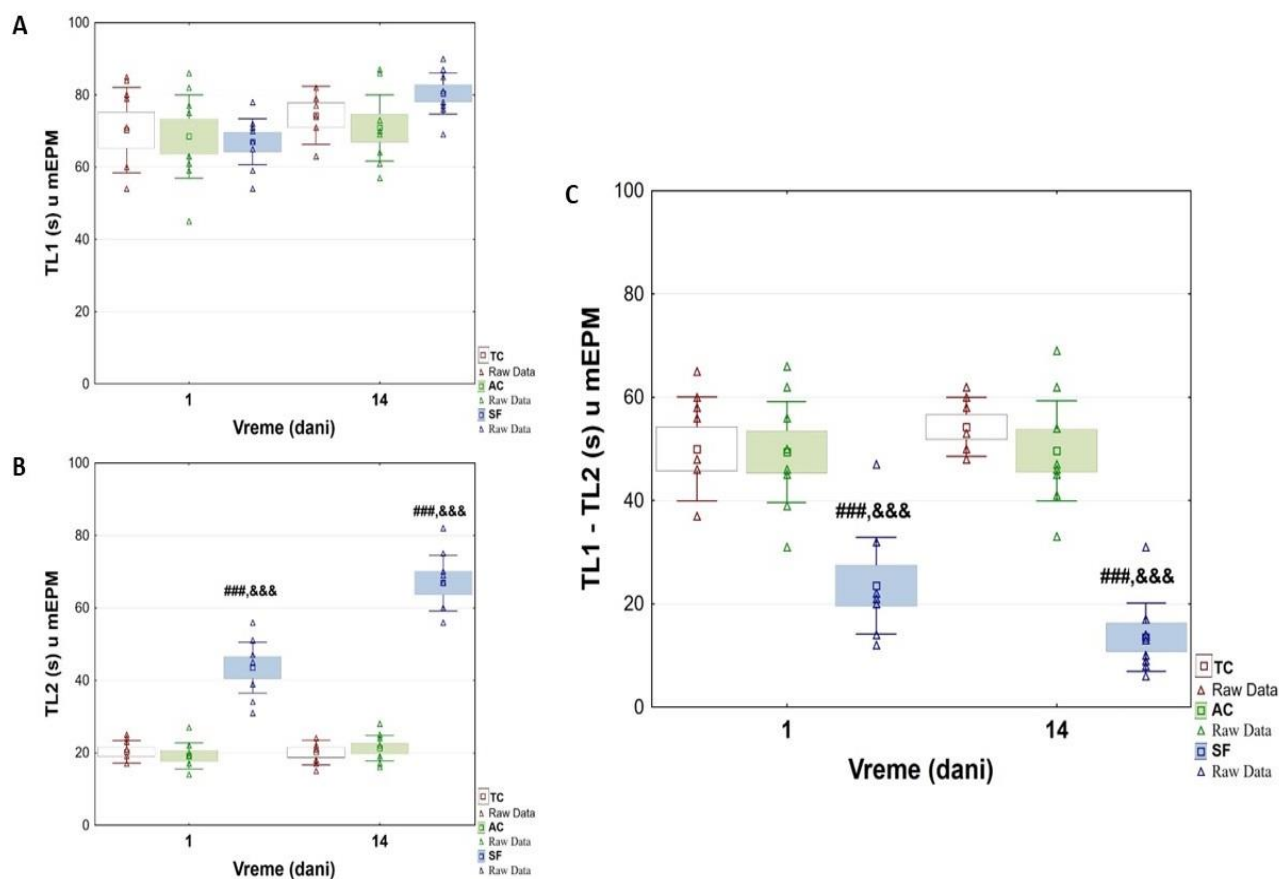 A
TL1 (s) u mEPM
100
80
60
40
20
0
1
14
Vreme (dani)
TC
Raw Data
AC
Raw Data
SF
Raw Data
B
TL2 (s) u mEPM
100
80
60
40
20
0
###,&&&
###,&&&
1
14
Vreme (dani)
TC
Raw Data
AC
Raw Data
SF
Raw Data
C
TL1 - TL2 (s) u mEPM
100
80
60
40
20
0
###,&&&
###,&&&
1
14
Vreme (dani)
TC
Raw Data
AC
Raw Data
SF
Raw Data